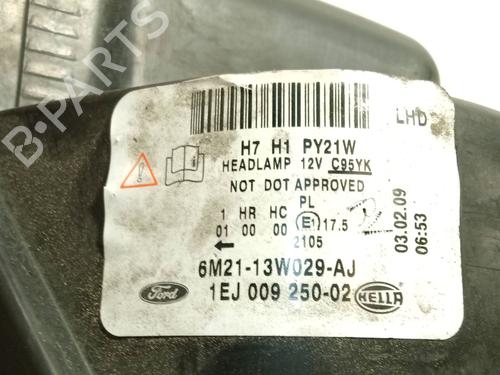 LHD
H7 H1 PY21W
HEADLAMP 12V C95YK
NOT DOT APPROVED
PL
1 HR HC E1 17.5
01 00 00
2105
2
03.02.09
06:53
6M21-13W029-AJ
Ford 1EJ 009 250-02 HELLA
B-PARTS